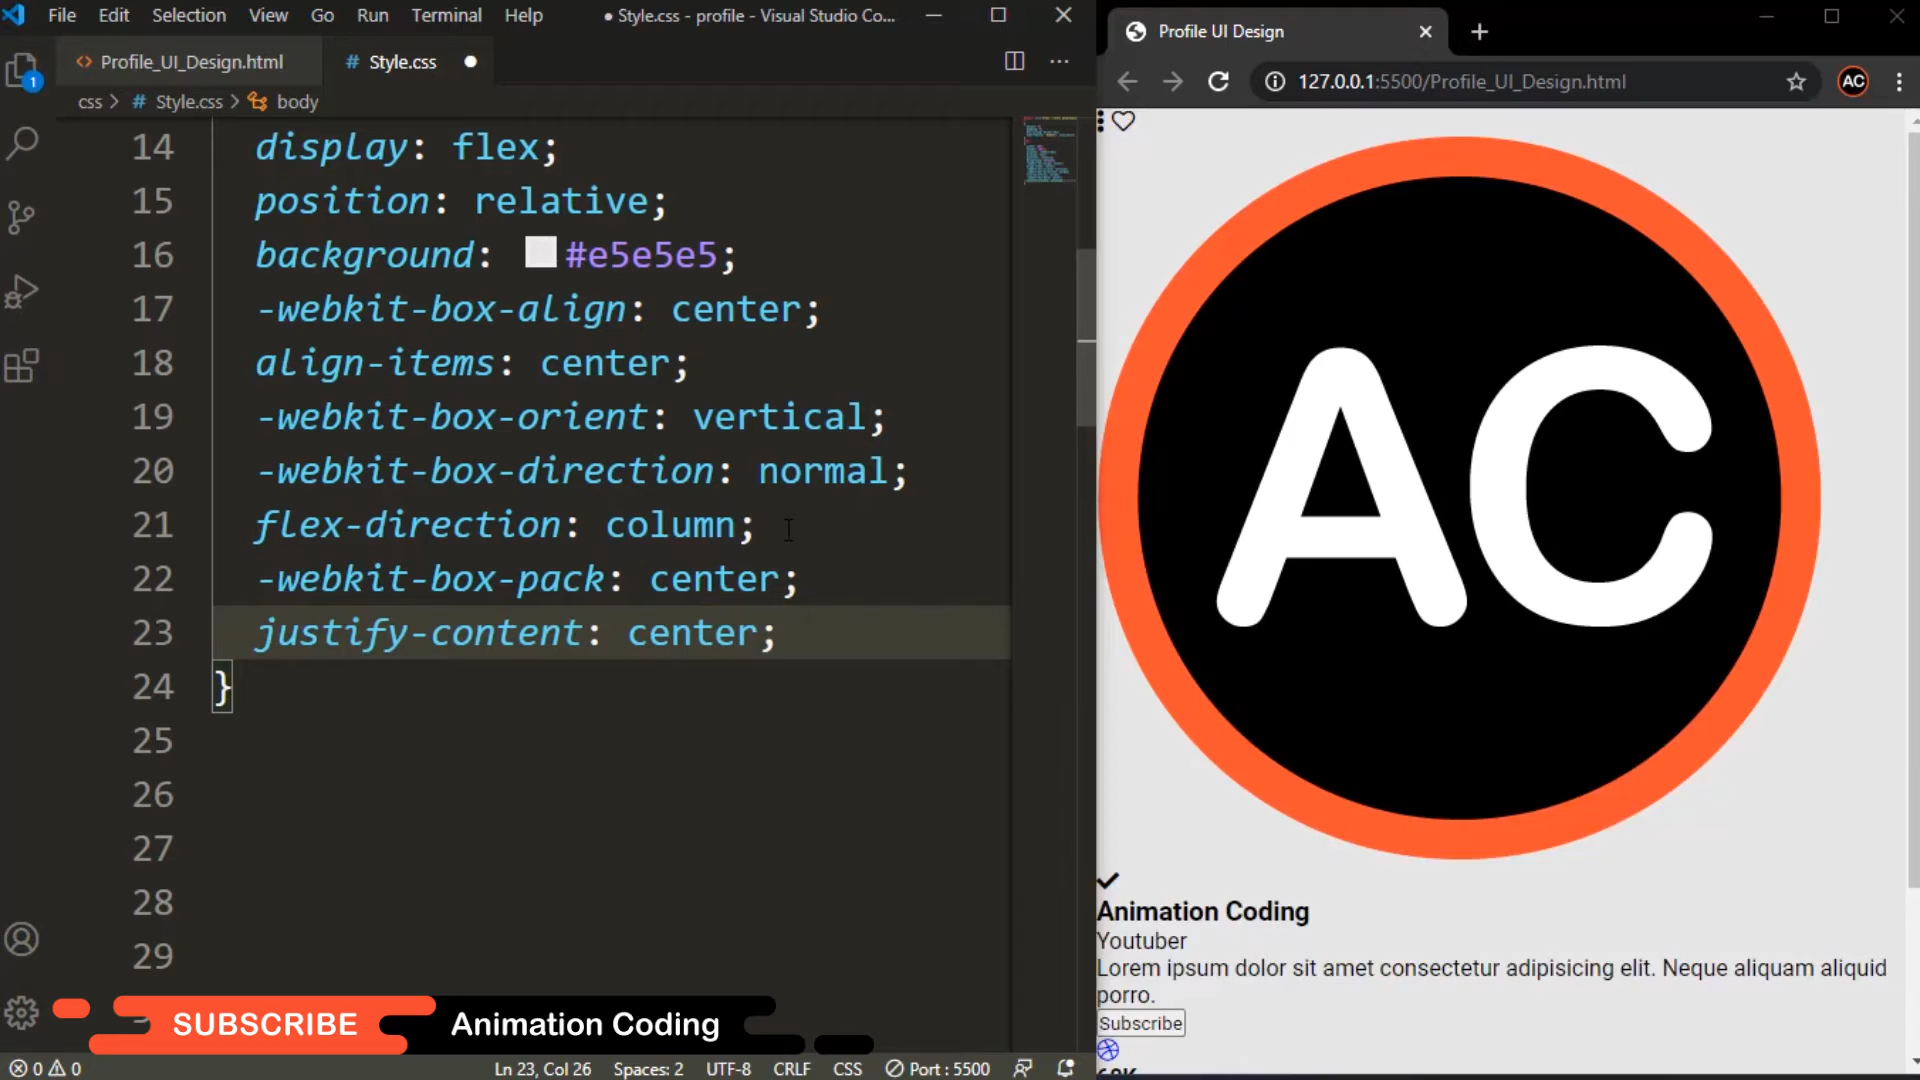 File Edit Selection View Go Run Terminal Help
● Style.css - profile - Visual Studio Co...
Profile_UI_Design.html
# Style.css
css > # Style.css > body
1
14 display: flex;
15 position: relative;
16 background: #e5e5e5;
17 -webkit-box-align: center;
18 align-items: center;
19 -webkit-box-orient: vertical;
20 -webkit-box-direction: normal;
21 flex-direction: column;
22 -webkit-box-pack: center;
23 justify-content: center;
24 }
25
26
27
28
29
SUBSCRIBE Animation Coding
0 0 Ln 23, Col 26 Spaces: 2 UTF-8 CRLF CSS Port : 5500
Profile UI Design
127.0.0.1:5500/Profile_UI_Design.html
AC
AC
Animation Coding
Youtuber
Lorem ipsum dolor sit amet consectetur adipisicing elit. Neque aliquam aliquid
porro.
Subscribe